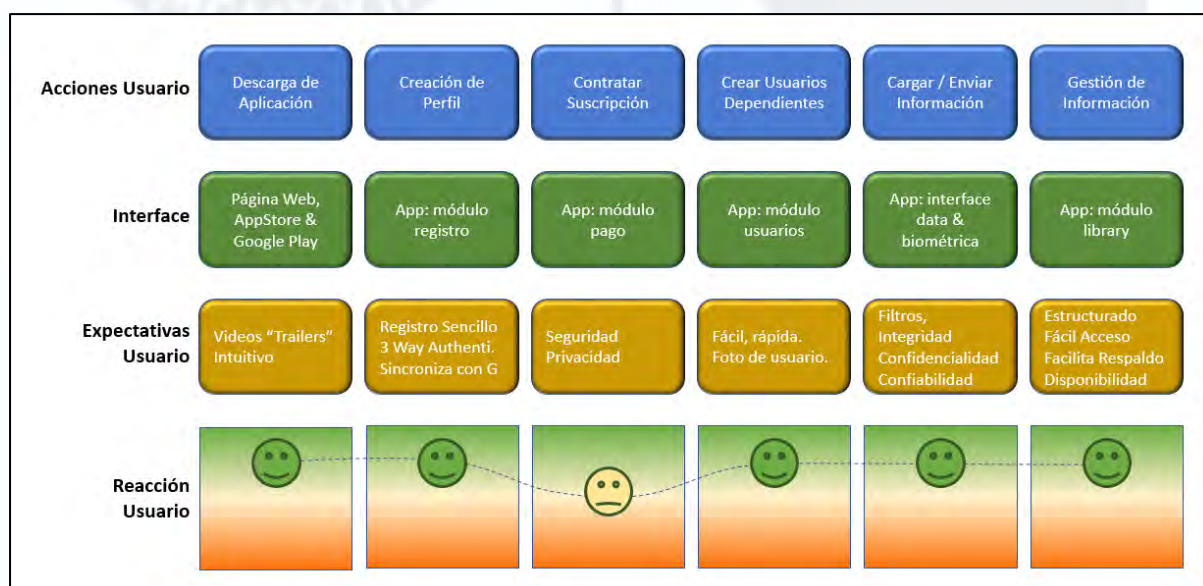 Acciones Usuario
Descarga de
Aplicación
Creación de
Perfil
Contratar
Suscripción
Crear Usuarios
Dependientes
Cargar / Enviar
Información
Gestión de
Información
Interface
Página Web,
AppStore &
Google Play
App: módulo
registro
App: módulo
pago
App: módulo
usuarios
App: interface
data &
biométrica
App: módulo
library
Expectativas
Usuario
Videos “Trailers”
Intuitivo
Registro Sencillo
3 Way Authenti.
Sincroniza con G
Seguridad
Privacidad
Fácil, rápida.
Foto de usuario.
Filtros,
Integridad
Confidencialidad
Confiabilidad
Estructurado
Fácil Acceso
Facilita Respaldo
Disponibilidad
Reacción
Usuario